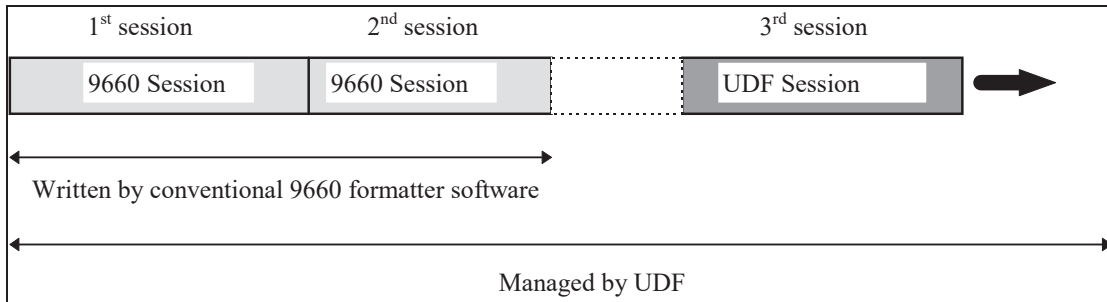 1st session 2nd session 3rd session
9660 Session 9660 Session UDF Session
Written by conventional 9660 formatter software
Managed by UDF